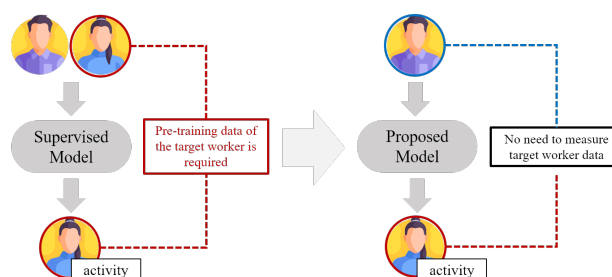 Supervised
Model
Pre-training data of
the target worker is
required
activity
Proposed
Model
No need to measure
target worker data
activity